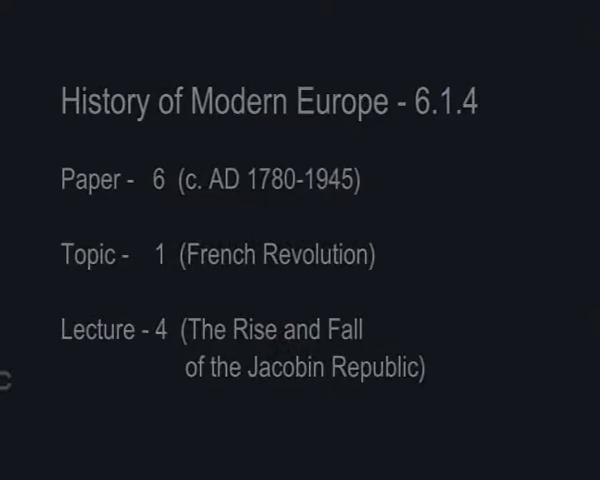 History of Modern Europe - 6.1.4
Paper - 6 (c. AD 1780-1945)
Topic - 1 (French Revolution)
Lecture - 4 (The Rise and Fall
of the Jacobin Republic)
C